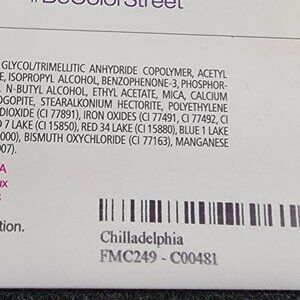 #BeColorStreet
GLYCOL/TRIMELLITIC ANHYDRIDE COPOLYMER, ACETYL
E, ISOPROPYL ALCOHOL, BENZOPHENONE-3, PHOSPHOR-
, N-BUTYL ALCOHOL, ETHYL ACETATE, MICA, CALCIUM
OGOPITE, STEARALKONIUM HECTORITE, POLYETHYLENE
DIOXIDE (CI 77891), IRON OXIDES (CI 77491, CI 77492, CI
D 7 LAKE (CI 15850), RED 34 LAKE (CI 15880), BLUE 1 LAKE
000), BISMUTH OXYCHLORIDE (CI 77163), MANGANESE
007).
A
ux
G
tion.
Chilladelphia
FMC249 - C00481